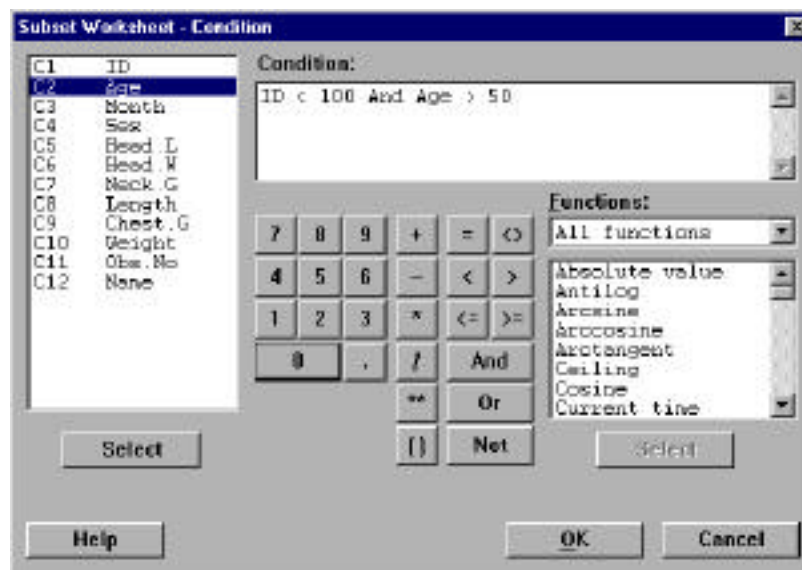 Subset Worksheet - Condition
C1 ID
C2 Age
C3 Month
C4 Sex
C5 Head.L
C6 Head.W
C7 Neck.G
C8 Length
C9 Chest.G
C10 Weight
C11 Obs.No
C12 Name
Select
Condition:
ID < 100 And Age > 50
7 8 9 + = <>
4 5 6 - < >
1 2 3 * <= >=
0 . / And
** Or
() Not
Functions:
All functions
Absolute value
Antilog
Arcsine
Arccosine
Arctangent
Ceiling
Cosine
Current time
Select
Help
OK
Cancel